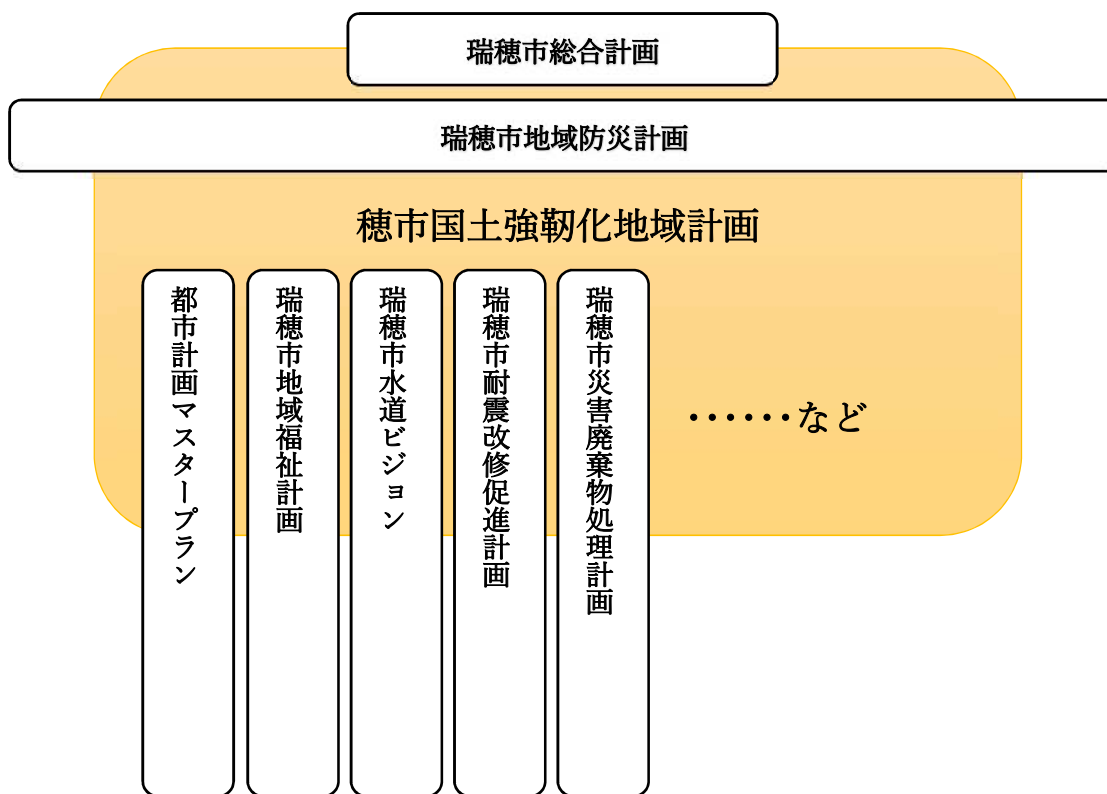 瑞穂市総合計画
瑞穂市地域防災計画
穂市国土強靭化地域計画
都市計画マスタープラン
瑞穂市地域福祉計画
瑞穂市水道ビジョン
瑞穂市耐震改修促進計画
瑞穂市災害廃棄物処理計画
‥‥‥など